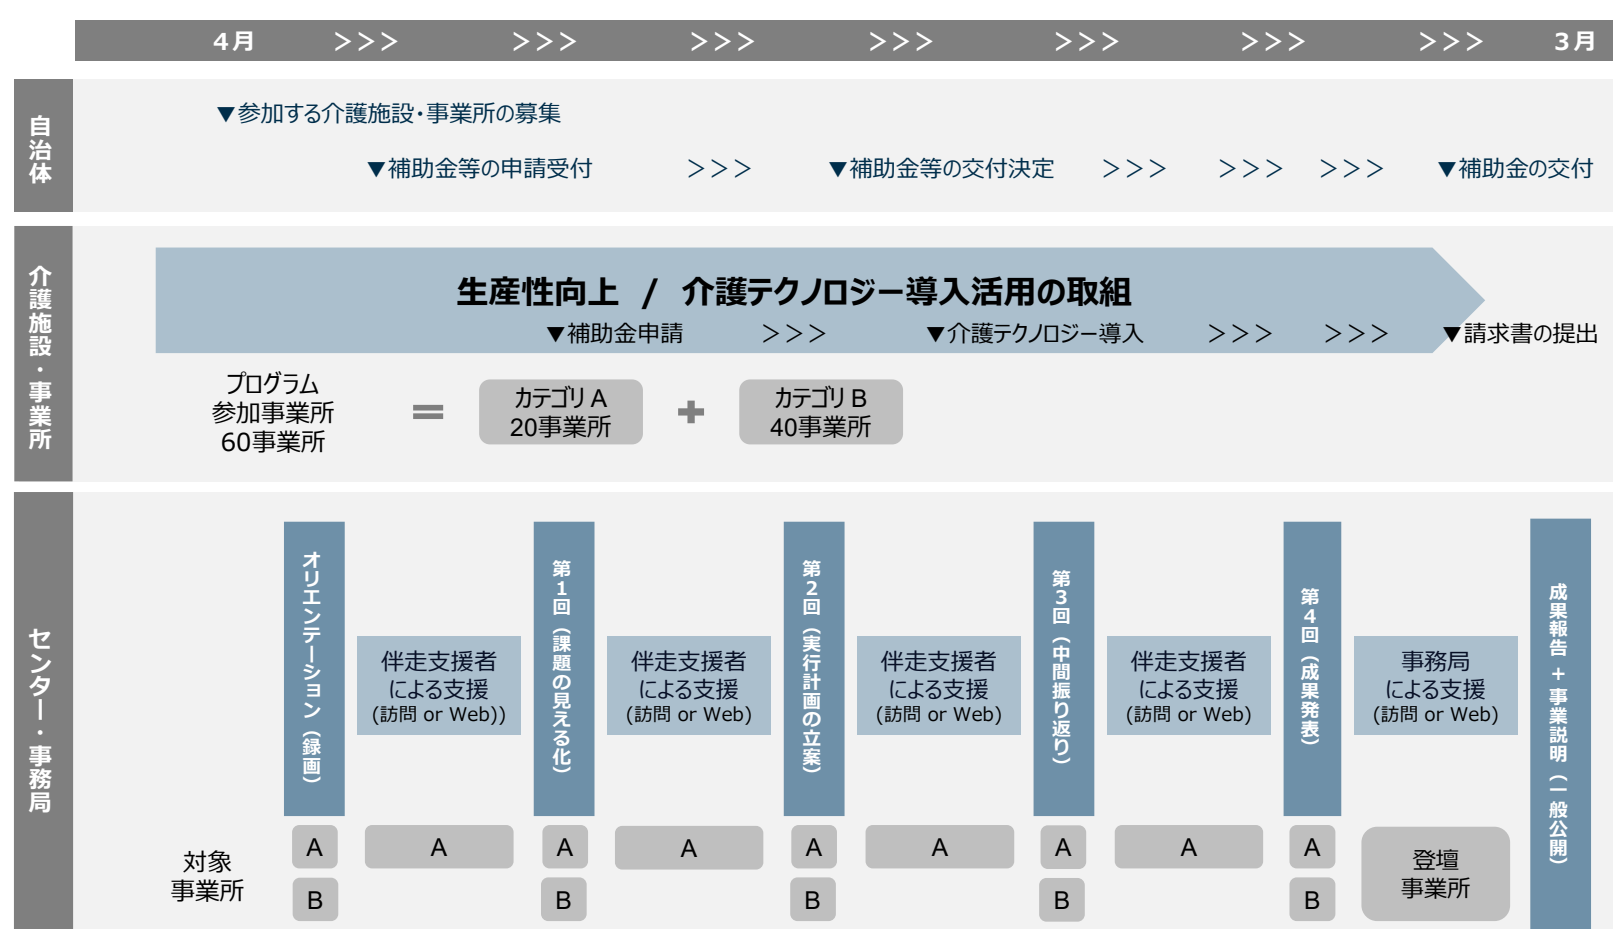 4月 >>> >>> >>> >>> >>> >>> >>> 3月
自治体
▼参加する介護施設・事業所の募集
▼補助金等の申請受付 >>> ▼補助金等の交付決定 >>> >>> >>> ▼補助金の交付
介護施設・事業所
生産性向上 / 介護テクノロジー導入活用の取組
▼補助金申請 >>> ▼介護テクノロジー導入 >>> >>> ▼請求書の提出
プログラム
参加事業所
60事業所
=
カテゴリ A
20事業所
+
カテゴリ B
40事業所
センター・事務局
オリエンテーション（録画）
伴走支援者
による支援
(訪問 or Web))
第1回（課題の見える化）
伴走支援者
による支援
(訪問 or Web)
第2回（実行計画の立案）
伴走支援者
による支援
(訪問 or Web)
第3回（中間振り返り）
伴走支援者
による支援
(訪問 or Web)
第4回（成果発表）
事務局
による支援
(訪問 or Web)
成果報告 + 事業説明（一般公開）
対象
事業所
A A A A A A A A A
B B B B B
登壇
事業所